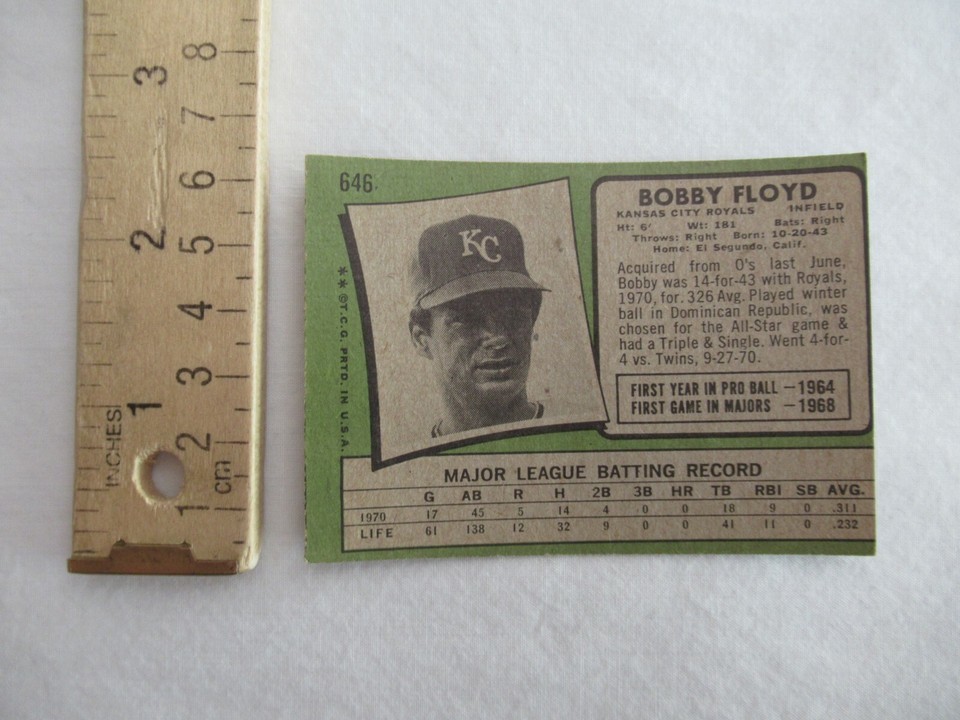 8
3
7
6
2
5
4
3
1
2
1
INCHES
cm
646
KC
* * @T.C.G. PRTD. IN U.S.A.
BOBBY FLOYD
KANSAS CITY ROYALS INFIELD
Ht: 6' Wt: 181 Bats: Right
Throws: Right Born: 10-20-43
Home: El Segundo, Calif.
Acquired from O's last June,
Bobby was 14-for-43 with Royals,
1970, for .326 Avg. Played winter
ball in Dominican Republic, was
chosen for the All-Star game &
had a Triple & Single. Went 4-for-
4 vs. Twins, 9-27-70.
FIRST YEAR IN PRO BALL —1964
FIRST GAME IN MAJORS —1968
MAJOR LEAGUE BATTING RECORD
G AB R H 2B 3B HR TB RBI SB AVG.
1970 17 45 5 14 4 0 0 18 9 0 .311
LIFE 61 138 12 32 9 0 0 41 11 0 .232